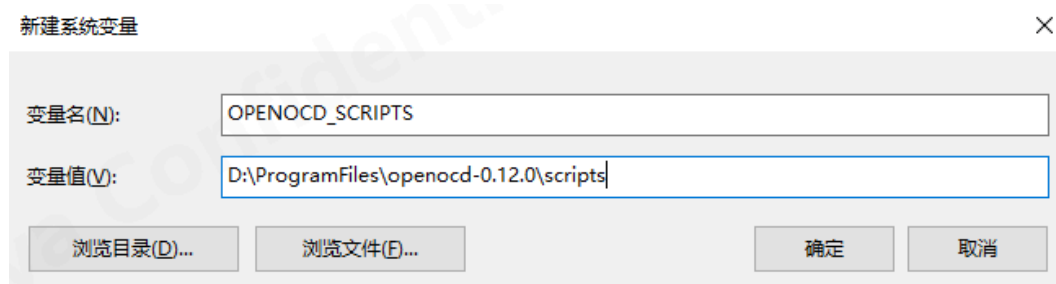 新建系统变量
变量名(N): OPENOCD_SCRIPTS
变量值(V): D:\ProgramFiles\openocd-0.12.0\scripts
浏览目录(D)... 浏览文件(F)... 确定 取消